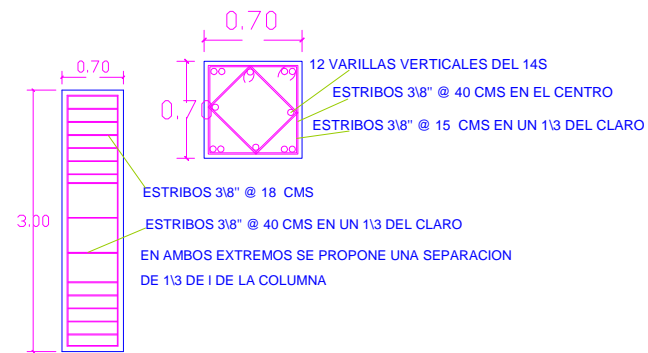 0.70
0.70
12 VARILLAS VERTICALES DEL 14S
ESTRIBOS 3\8" @ 40 CMS EN EL CENTRO
0.70
ESTRIBOS 3\8" @ 15 CMS EN UN 1\3 DEL CLARO
ESTRIBOS 3\8" @ 18 CMS
3.00
ESTRIBOS 3\8" @ 40 CMS EN UN 1\3 DEL CLARO
EN AMBOS EXTREMOS SE PROPONE UNA SEPARACION
DE 1\3 DE l DE LA COLUMNA